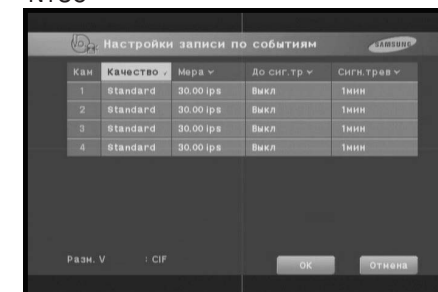 Настройки записи по событиям
SAMSUNG
Кам Качество Мера До сиг.тр Сигн.трев
1 Standard 30.00 ips Выкл 1мин
2 Standard 30.00 ips Выкл 1мин
3 Standard 30.00 ips Выкл 1мин
4 Standard 30.00 ips Выкл 1мин
Разм. V : CIF
OK Отмена